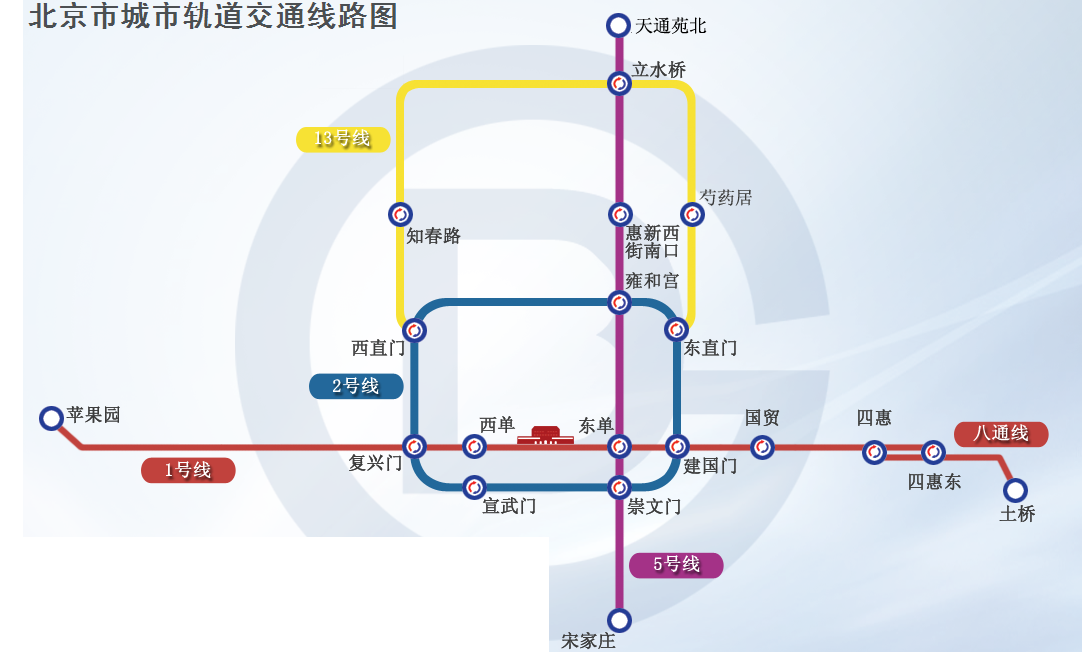 北京市城市轨道交通线路图
天通苑北
立水桥
13号线
芍药居
知春路
惠新西
街南口
雍和宫
西直门
东直门
2号线
苹果园
西单
东单
国贸
四惠
八通线
1号线
复兴门
建国门
四惠东
宣武门
崇文门
土桥
5号线
宋家庄